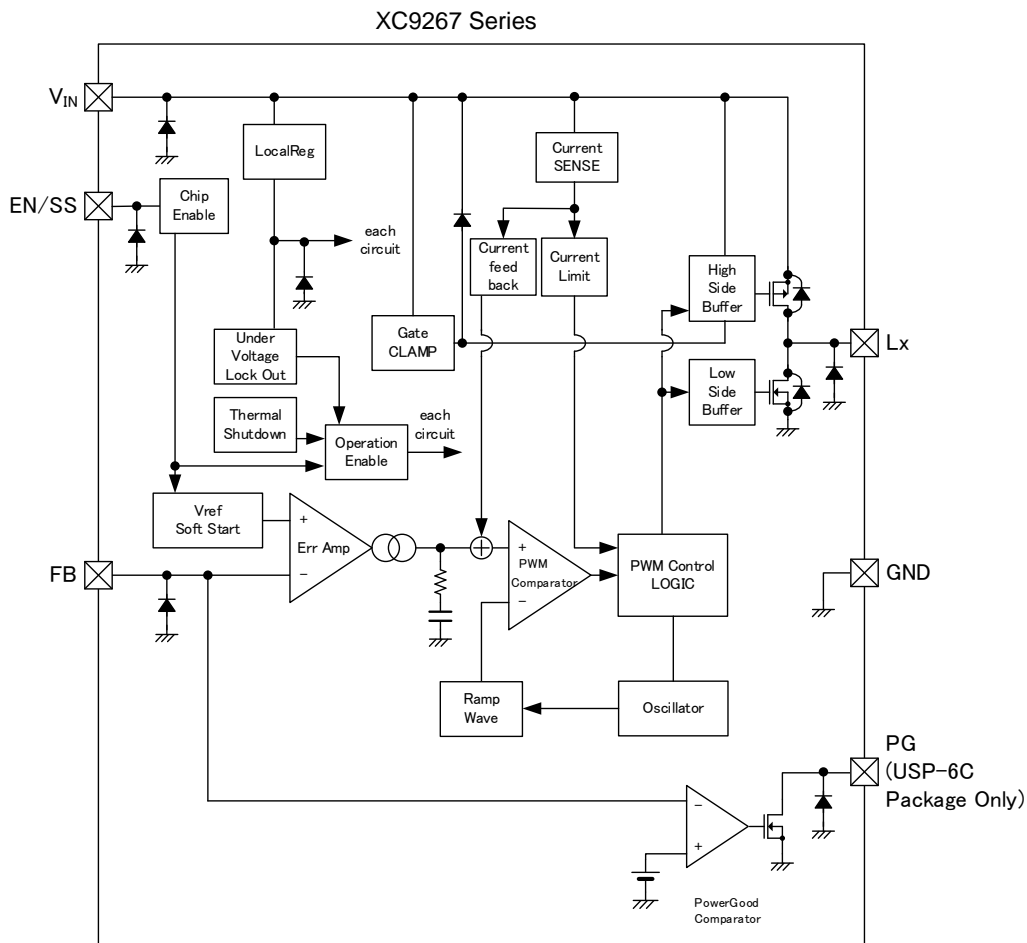 XC9267 Series
VIN
LocalReg
Current
SENSE
EN/SS
Chip
Enable
each
circuit
Current
feed
back
Current
Limit
High
Side
Buffer
Under
Voltage
Lock Out
Gate
CLAMP
Lx
Low
Side
Buffer
Thermal
Shutdown
Operation
Enable
each
circuit
Vref
Soft Start
+
Err Amp
−
+
PWM
Comparator
−
PWM Control
LOGIC
FB
GND
Ramp
Wave
Oscillator
PG
(USP-6C
Package Only)
−
+
PowerGood
Comparator